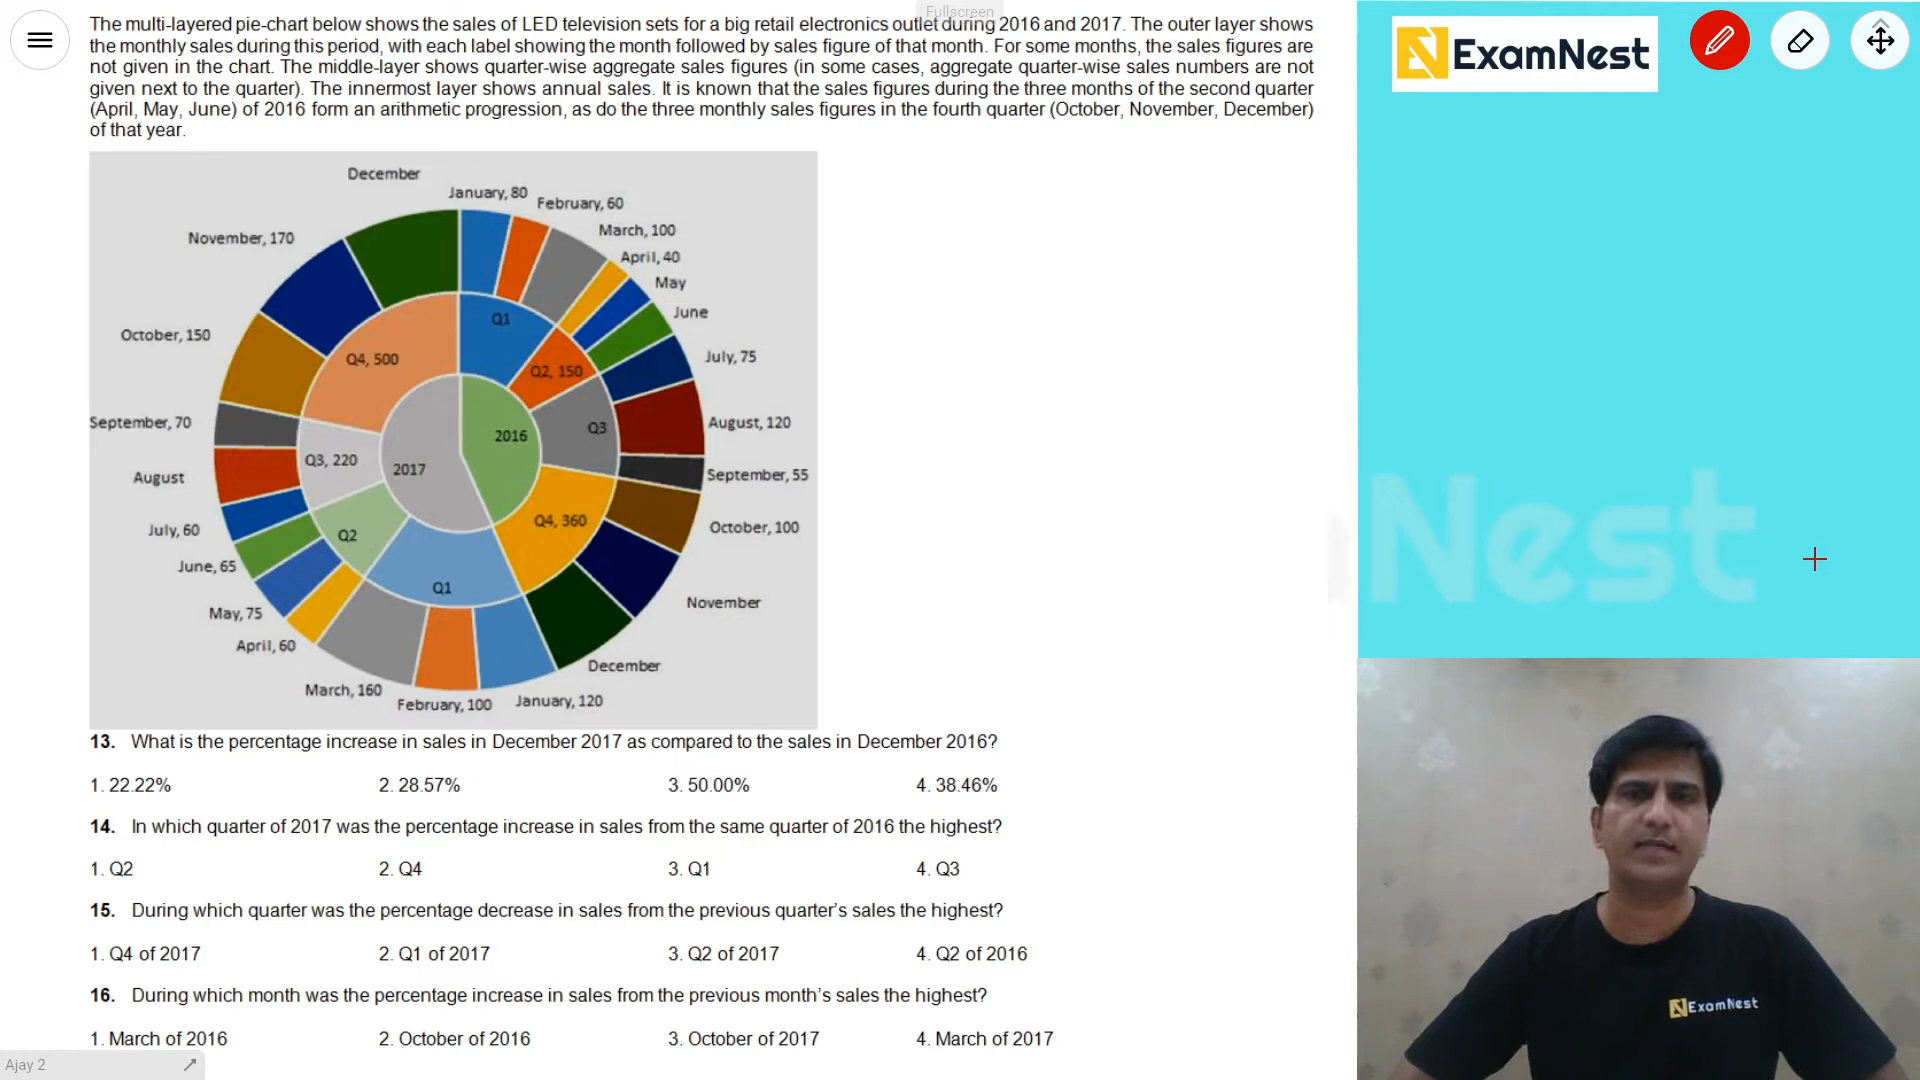 Fullscreen
The multi-layered pie-chart below shows the sales of LED television sets for a big retail electronics outlet during 2016 and 2017. The outer layer shows
the monthly sales during this period, with each label showing the month followed by sales figure of that month. For some months, the sales figures are
not given in the chart. The middle-layer shows quarter-wise aggregate sales figures (in some cases, aggregate quarter-wise sales numbers are not
given next to the quarter). The innermost layer shows annual sales. It is known that the sales figures during the three months of the second quarter
(April, May, June) of 2016 form an arithmetic progression, as do the three monthly sales figures in the fourth quarter (October, November, December)
of that year.
ExamNest
December
January, 80
February, 60
March, 100
April, 40
May
June
July, 75
August, 120
September, 55
October, 100
November
December
January, 120
February, 100
March, 160
April, 60
May, 75
June, 65
July, 60
August
September, 70
October, 150
November, 170
Q1
Q2, 150
Q3
Q4, 360
Q1
Q2
Q3, 220
Q4, 500
2016
2017
Nest
13. What is the percentage increase in sales in December 2017 as compared to the sales in December 2016?
1. 22.22% 2. 28.57% 3. 50.00% 4. 38.46%
14. In which quarter of 2017 was the percentage increase in sales from the same quarter of 2016 the highest?
1. Q2 2. Q4 3. Q1 4. Q3
15. During which quarter was the percentage decrease in sales from the previous quarter's sales the highest?
1. Q4 of 2017 2. Q1 of 2017 3. Q2 of 2017 4. Q2 of 2016
16. During which month was the percentage increase in sales from the previous month's sales the highest?
1. March of 2016 2. October of 2016 3. October of 2017 4. March of 2017
ExamNest
Ajay 2